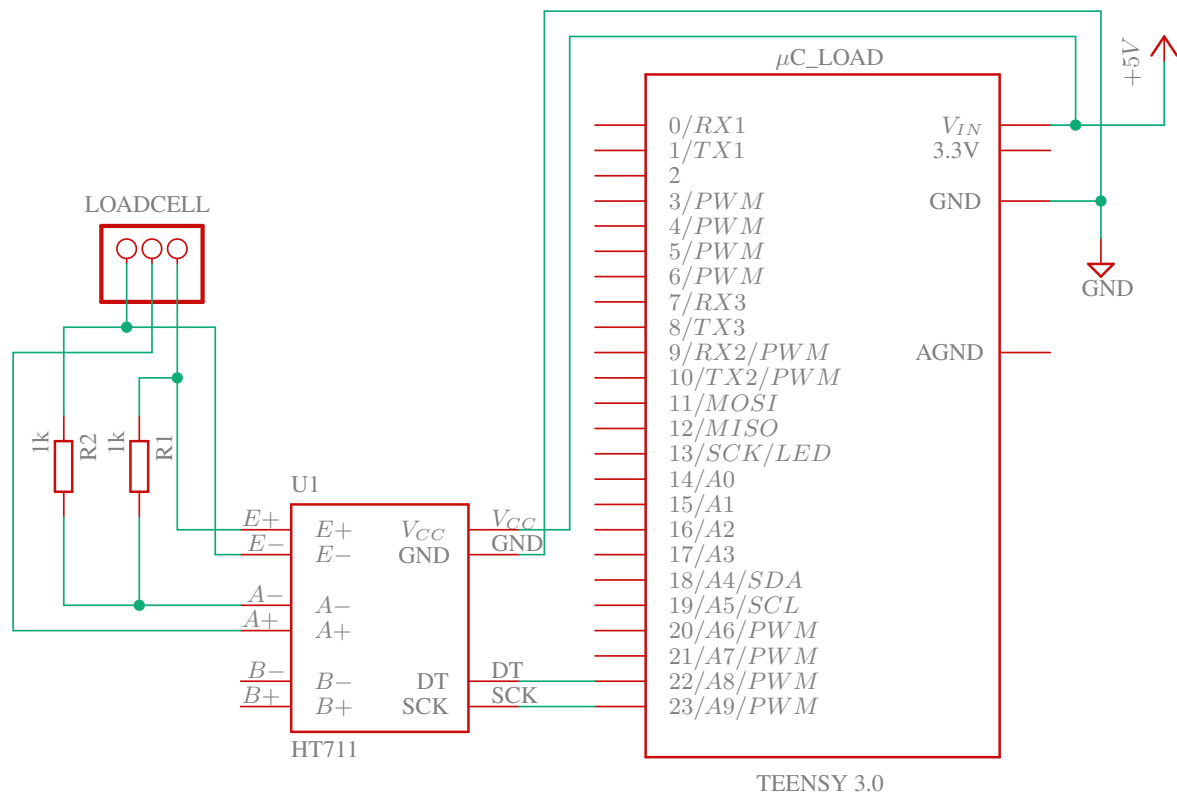 μC_LOAD
+5V
0/RX1
1/TX1
2
3/PWM
4/PWM
5/PWM
6/PWM
7/RX3
8/TX3
9/RX2/PWM
10/TX2/PWM
11/MOSI
12/MISO
13/SCK/LED
14/A0
15/A1
16/A2
17/A3
18/A4/SDA
19/A5/SCL
20/A6/PWM
21/A7/PWM
22/A8/PWM
23/A9/PWM
V_IN
3.3V
GND
AGND
GND
TEENSY 3.0
LOADCELL
1k
R2
1k
R1
U1
E+
E−
A−
A+
B−
B+
E+
E−
A−
A+
B−
B+
V_CC
GND
DT
SCK
V_CC
GND
DT
SCK
HT711